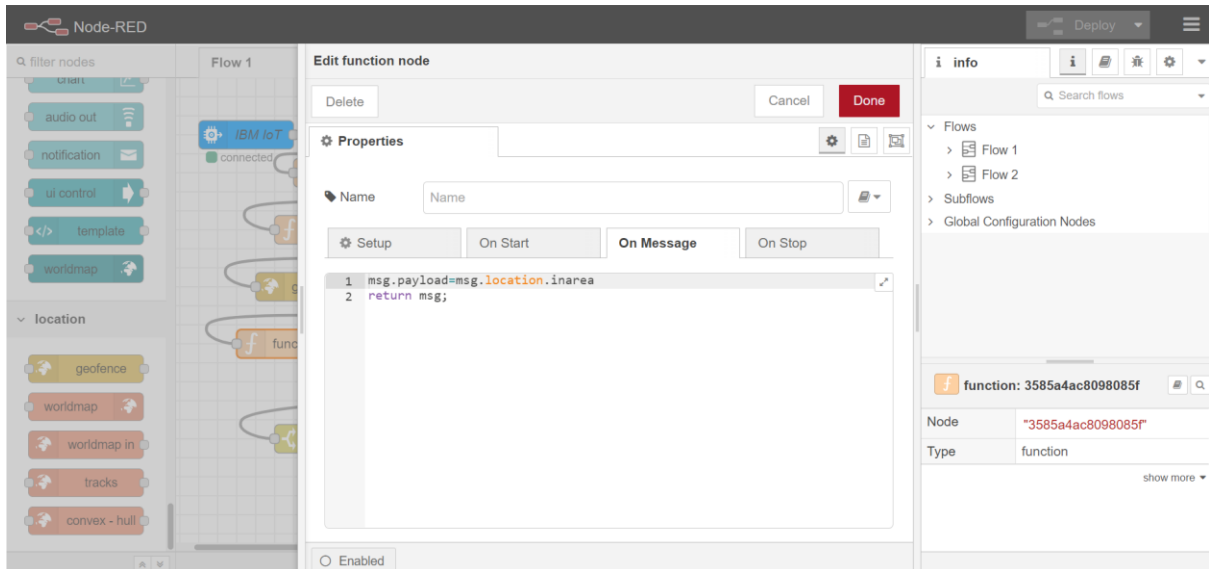 Node-RED
Deploy
filter nodes
chart
audio out
notification
ui control
template
worldmap
location
geofence
worldmap
worldmap in
tracks
convex - hull
Flow 1
IBM IoT
connected
f
g
f func
Edit function node
Delete
Cancel
Done
Properties
Name
Name
Setup
On Start
On Message
On Stop
1 msg.payload=msg.location.inarea
2 return msg;
Enabled
i info
i
Search flows
Flows
Flow 1
Flow 2
Subflows
Global Configuration Nodes
f function: 3585a4ac8098085f
Node "3585a4ac8098085f"
Type function
show more